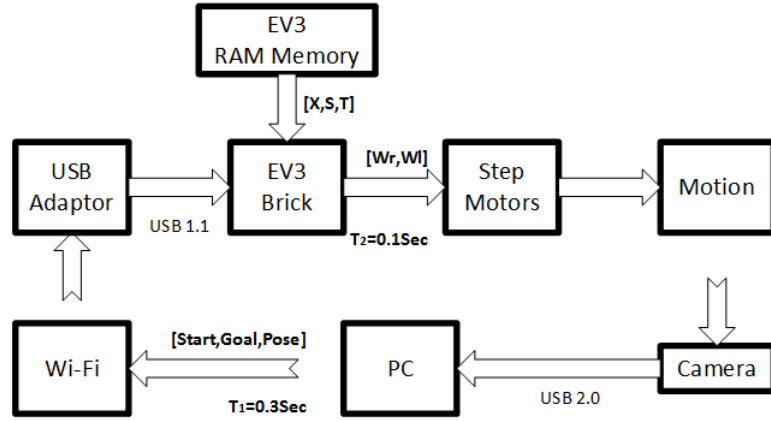 EV3
RAM Memory
[X,S,T]
USB
Adaptor
USB 1.1
EV3
Brick
[Wr,Wl]
T₂=0.1Sec
Step
Motors
Motion
Wi-Fi
[Start,Goal,Pose]
T₁=0.3Sec
PC
USB 2.0
Camera